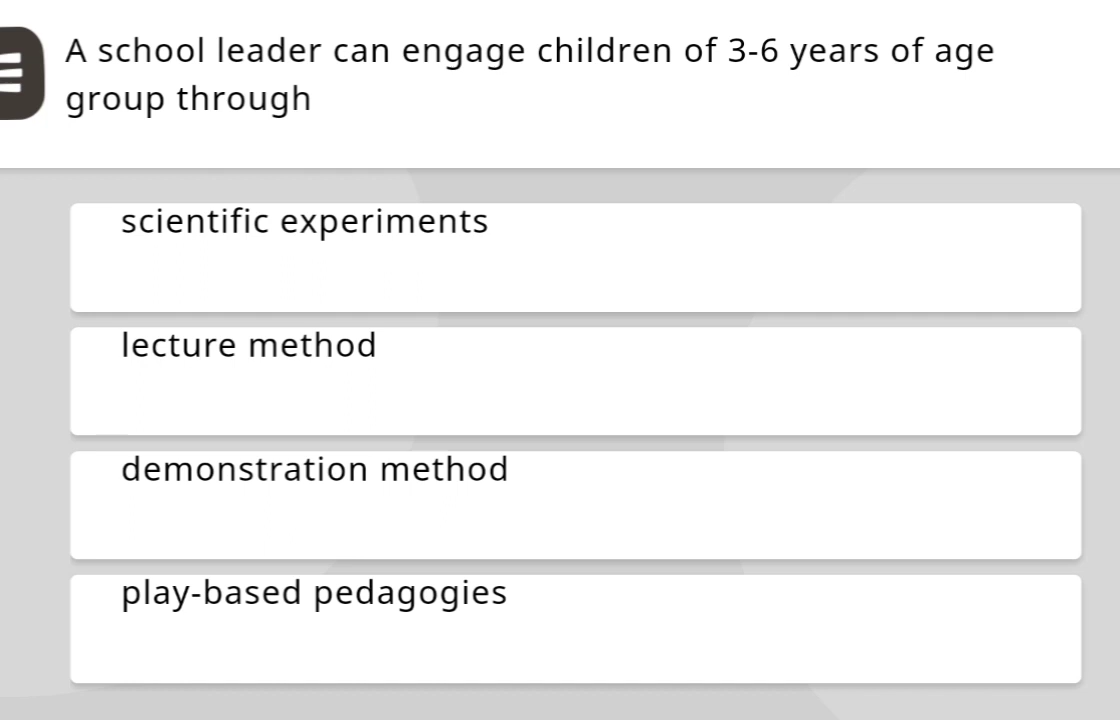 A school leader can engage children of 3-6 years of age
group through
scientific experiments
lecture method
demonstration method
play-based pedagogies